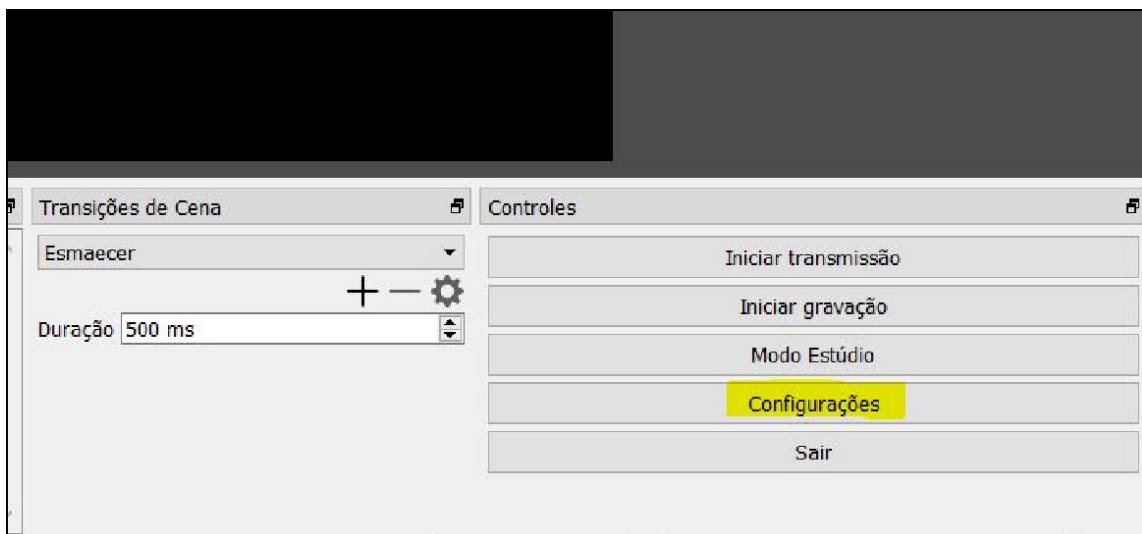 Transições de Cena
Esmaecer
Duração 500 ms
Controles
Iniciar transmissão
Iniciar gravação
Modo Estúdio
Configurações
Sair